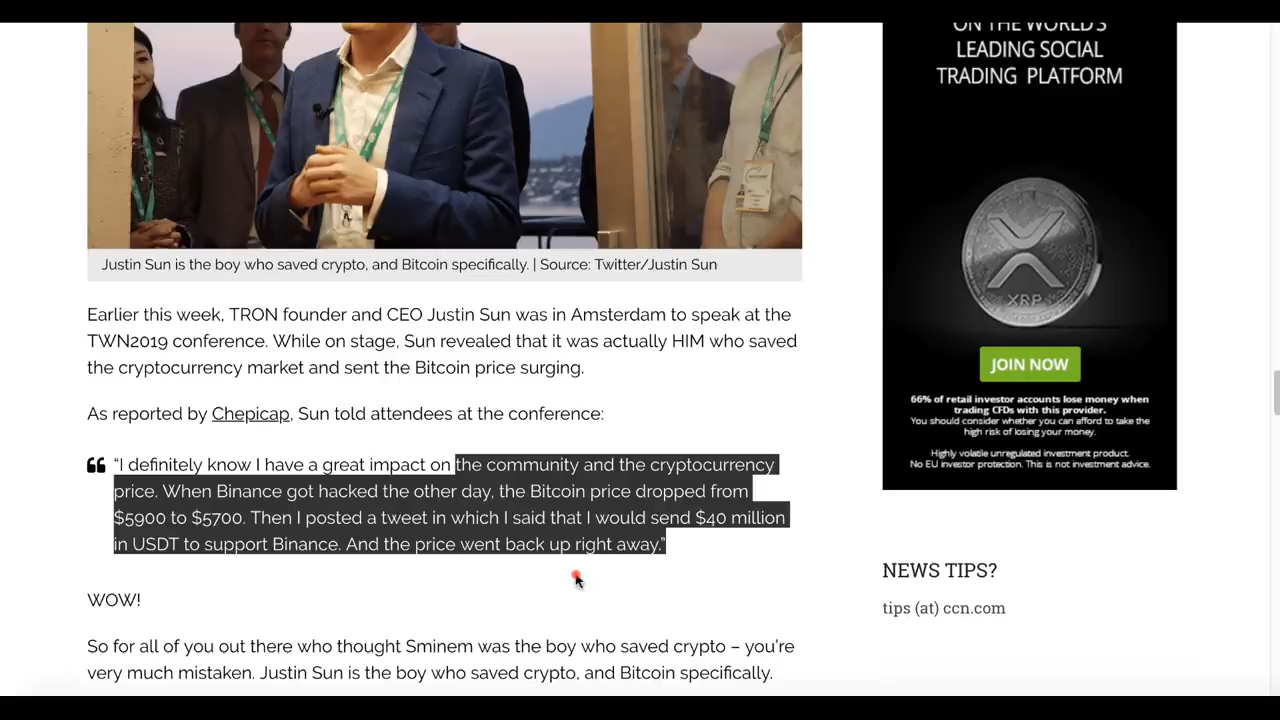 Justin Sun is the boy who saved crypto, and Bitcoin specifically. | Source: Twitter/Justin Sun
Earlier this week, TRON founder and CEO Justin Sun was in Amsterdam to speak at the
TWN2019 conference. While on stage, Sun revealed that it was actually HIM who saved
the cryptocurrency market and sent the Bitcoin price surging.
As reported by Chepicap, Sun told attendees at the conference:
“I definitely know I have a great impact on the community and the cryptocurrency
price. When Binance got hacked the other day, the Bitcoin price dropped from
$5900 to $5700. Then I posted a tweet in which I said that I would send $40 million
in USDT to support Binance. And the price went back up right away.”
WOW!
So for all of you out there who thought Sminem was the boy who saved crypto – you’re
very much mistaken. Justin Sun is the boy who saved crypto, and Bitcoin specifically.
ON THE WORLD'S
LEADING SOCIAL
TRADING PLATFORM
XRP
JOIN NOW
66% of retail investor accounts lose money when
trading CFDs with this provider.
You should consider whether you can afford to take the
high risk of losing your money.
Highly volatile unregulated investment product.
No EU investor protection. This is not investment advice.
NEWS TIPS?
tips (at) ccn.com